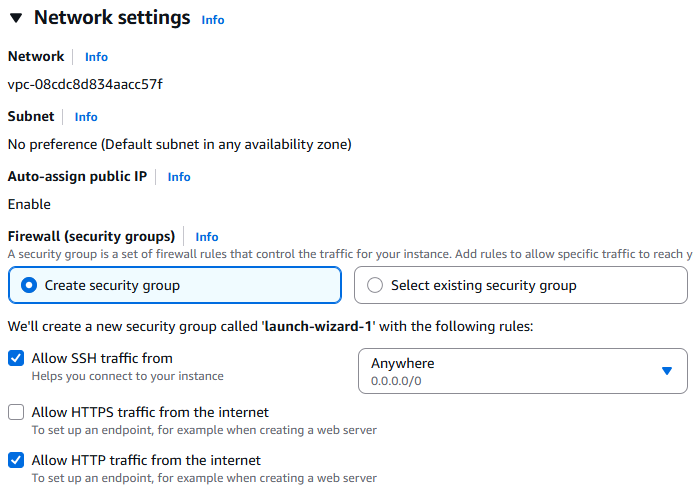 Network settings Info
Network Info
vpc-08cdc8d834aacc57f
Subnet Info
No preference (Default subnet in any availability zone)
Auto-assign public IP Info
Enable
Firewall (security groups) Info
A security group is a set of firewall rules that control the traffic for your instance. Add rules to allow specific traffic to reach y
Create security group
Select existing security group
We'll create a new security group called 'launch-wizard-1' with the following rules:
Allow SSH traffic from
Helps you connect to your instance
Anywhere
0.0.0.0/0
Allow HTTPS traffic from the internet
To set up an endpoint, for example when creating a web server
Allow HTTP traffic from the internet
To set up an endpoint, for example when creating a web server